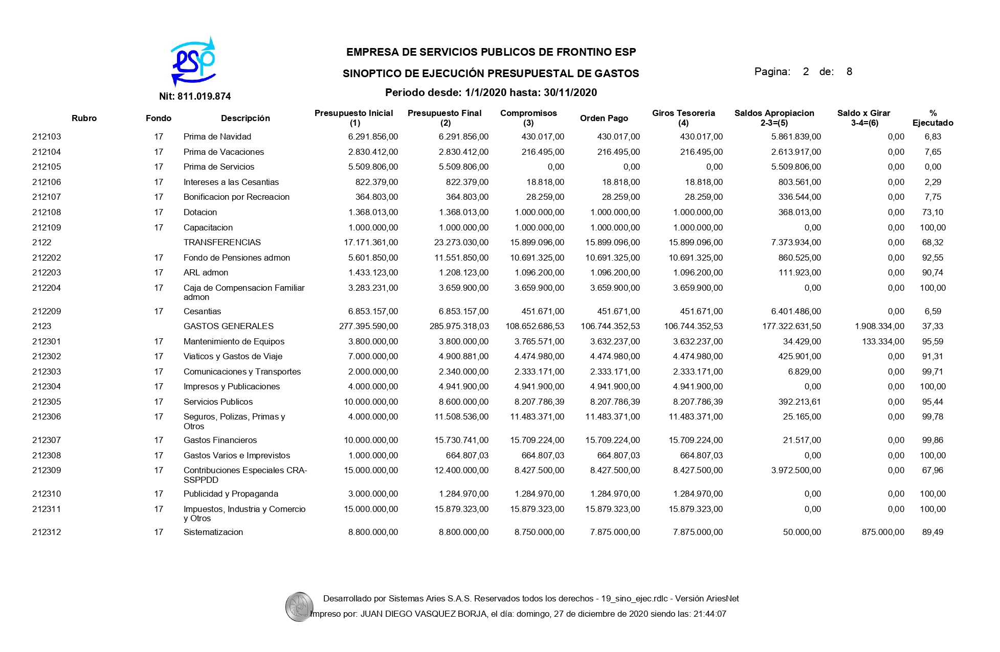 esp
EMPRESA DE SERVICIOS PUBLICOS DE FRONTINO ESP
SINOPTICO DE EJECUCIÓN PRESUPUESTAL DE GASTOS
Pagina: 2 de: 8
Periodo desde: 1/1/2020 hasta: 30/11/2020
Nit: 811.019.874
Rubro Fondo Descripción Presupuesto Inicial (1) Presupuesto Final (2) Compromisos (3) Orden Pago Giros Tesoreria (4) Saldos Apropiacion 2-3=(5) Saldo x Girar 3-4=(6) % Ejecutado
212103 17 Prima de Navidad 6.291.856,00 6.291.856,00 430.017,00 430.017,00 430.017,00 5.861.839,00 0,00 6,83
212104 17 Prima de Vacaciones 2.830.412,00 2.830.412,00 216.495,00 216.495,00 216.495,00 2.613.917,00 0,00 7,65
212105 17 Prima de Servicios 5.509.806,00 5.509.806,00 0,00 0,00 0,00 5.509.806,00 0,00 0,00
212106 17 Intereses a las Cesantias 822.379,00 822.379,00 18.818,00 18.818,00 18.818,00 803.561,00 0,00 2,29
212107 17 Bonificacion por Recreacion 364.803,00 364.803,00 28.259,00 28.259,00 28.259,00 336.544,00 0,00 7,75
212108 17 Dotacion 1.368.013,00 1.368.013,00 1.000.000,00 1.000.000,00 1.000.000,00 368.013,00 0,00 73,10
212109 17 Capacitacion 1.000.000,00 1.000.000,00 1.000.000,00 1.000.000,00 1.000.000,00 0,00 0,00 100,00
2122 TRANSFERENCIAS 17.171.361,00 23.273.030,00 15.899.096,00 15.899.096,00 15.899.096,00 7.373.934,00 0,00 68,32
212202 17 Fondo de Pensiones admon 5.601.850,00 11.551.850,00 10.691.325,00 10.691.325,00 10.691.325,00 860.525,00 0,00 92,55
212203 17 ARL admon 1.433.123,00 1.208.123,00 1.096.200,00 1.096.200,00 1.096.200,00 111.923,00 0,00 90,74
212204 17 Caja de Compensacion Familiar 3.283.231,00 3.659.900,00 3.659.900,00 3.659.900,00 3.659.900,00 0,00 0,00 100,00
admon
212209 17 Cesantias 6.853.157,00 6.853.157,00 451.671,00 451.671,00 451.671,00 6.401.486,00 0,00 6,59
2123 GASTOS GENERALES 277.395.590,00 285.975.318,03 108.652.686,53 106.744.352,53 106.744.352,53 177.322.631,50 1.908.334,00 37,33
212301 17 Mantenimiento de Equipos 3.800.000,00 3.800.000,00 3.765.571,00 3.632.237,00 3.632.237,00 34.429,00 133.334,00 95,59
212302 17 Viaticos y Gastos de Viaje 7.000.000,00 4.900.881,00 4.474.980,00 4.474.980,00 4.474.980,00 425.901,00 0,00 91,31
212303 17 Comunicaciones y Transportes 2.000.000,00 2.340.000,00 2.333.171,00 2.333.171,00 2.333.171,00 6.829,00 0,00 99,71
212304 17 Impresos y Publicaciones 4.000.000,00 4.941.900,00 4.941.900,00 4.941.900,00 4.941.900,00 0,00 0,00 100,00
212305 17 Servicios Publicos 10.000.000,00 8.600.000,00 8.207.786,39 8.207.786,39 8.207.786,39 392.213,61 0,00 95,44
212306 17 Seguros, Polizas, Primas y 4.000.000,00 11.508.536,00 11.483.371,00 11.483.371,00 11.483.371,00 25.165,00 0,00 99,78
Otros
212307 17 Gastos Financieros 10.000.000,00 15.730.741,00 15.709.224,00 15.709.224,00 15.709.224,00 21.517,00 0,00 99,86
212308 17 Gastos Varios e Imprevistos 1.000.000,00 664.807,03 664.807,03 664.807,03 664.807,03 0,00 0,00 100,00
212309 17 Contribuciones Especiales CRA- 15.000.000,00 12.400.000,00 8.427.500,00 8.427.500,00 8.427.500,00 3.972.500,00 0,00 67,96
SSPPDD
212310 17 Publicidad y Propaganda 3.000.000,00 1.284.970,00 1.284.970,00 1.284.970,00 1.284.970,00 0,00 0,00 100,00
212311 17 Impuestos, Industria y Comercio 15.000.000,00 15.879.323,00 15.879.323,00 15.879.323,00 15.879.323,00 0,00 0,00 100,00
y Otros
212312 17 Sistematizacion 8.800.000,00 8.800.000,00 8.750.000,00 7.875.000,00 7.875.000,00 50.000,00 875.000,00 89,49
Desarrollado por Sistemas Aries S.A.S. Reservados todos los derechos - 19_sino_ejec.rdlc - Versión AriesNet
Impreso por: JUAN DIEGO VASQUEZ BORJA, el día: domingo, 27 de diciembre de 2020 siendo las: 21:44:07